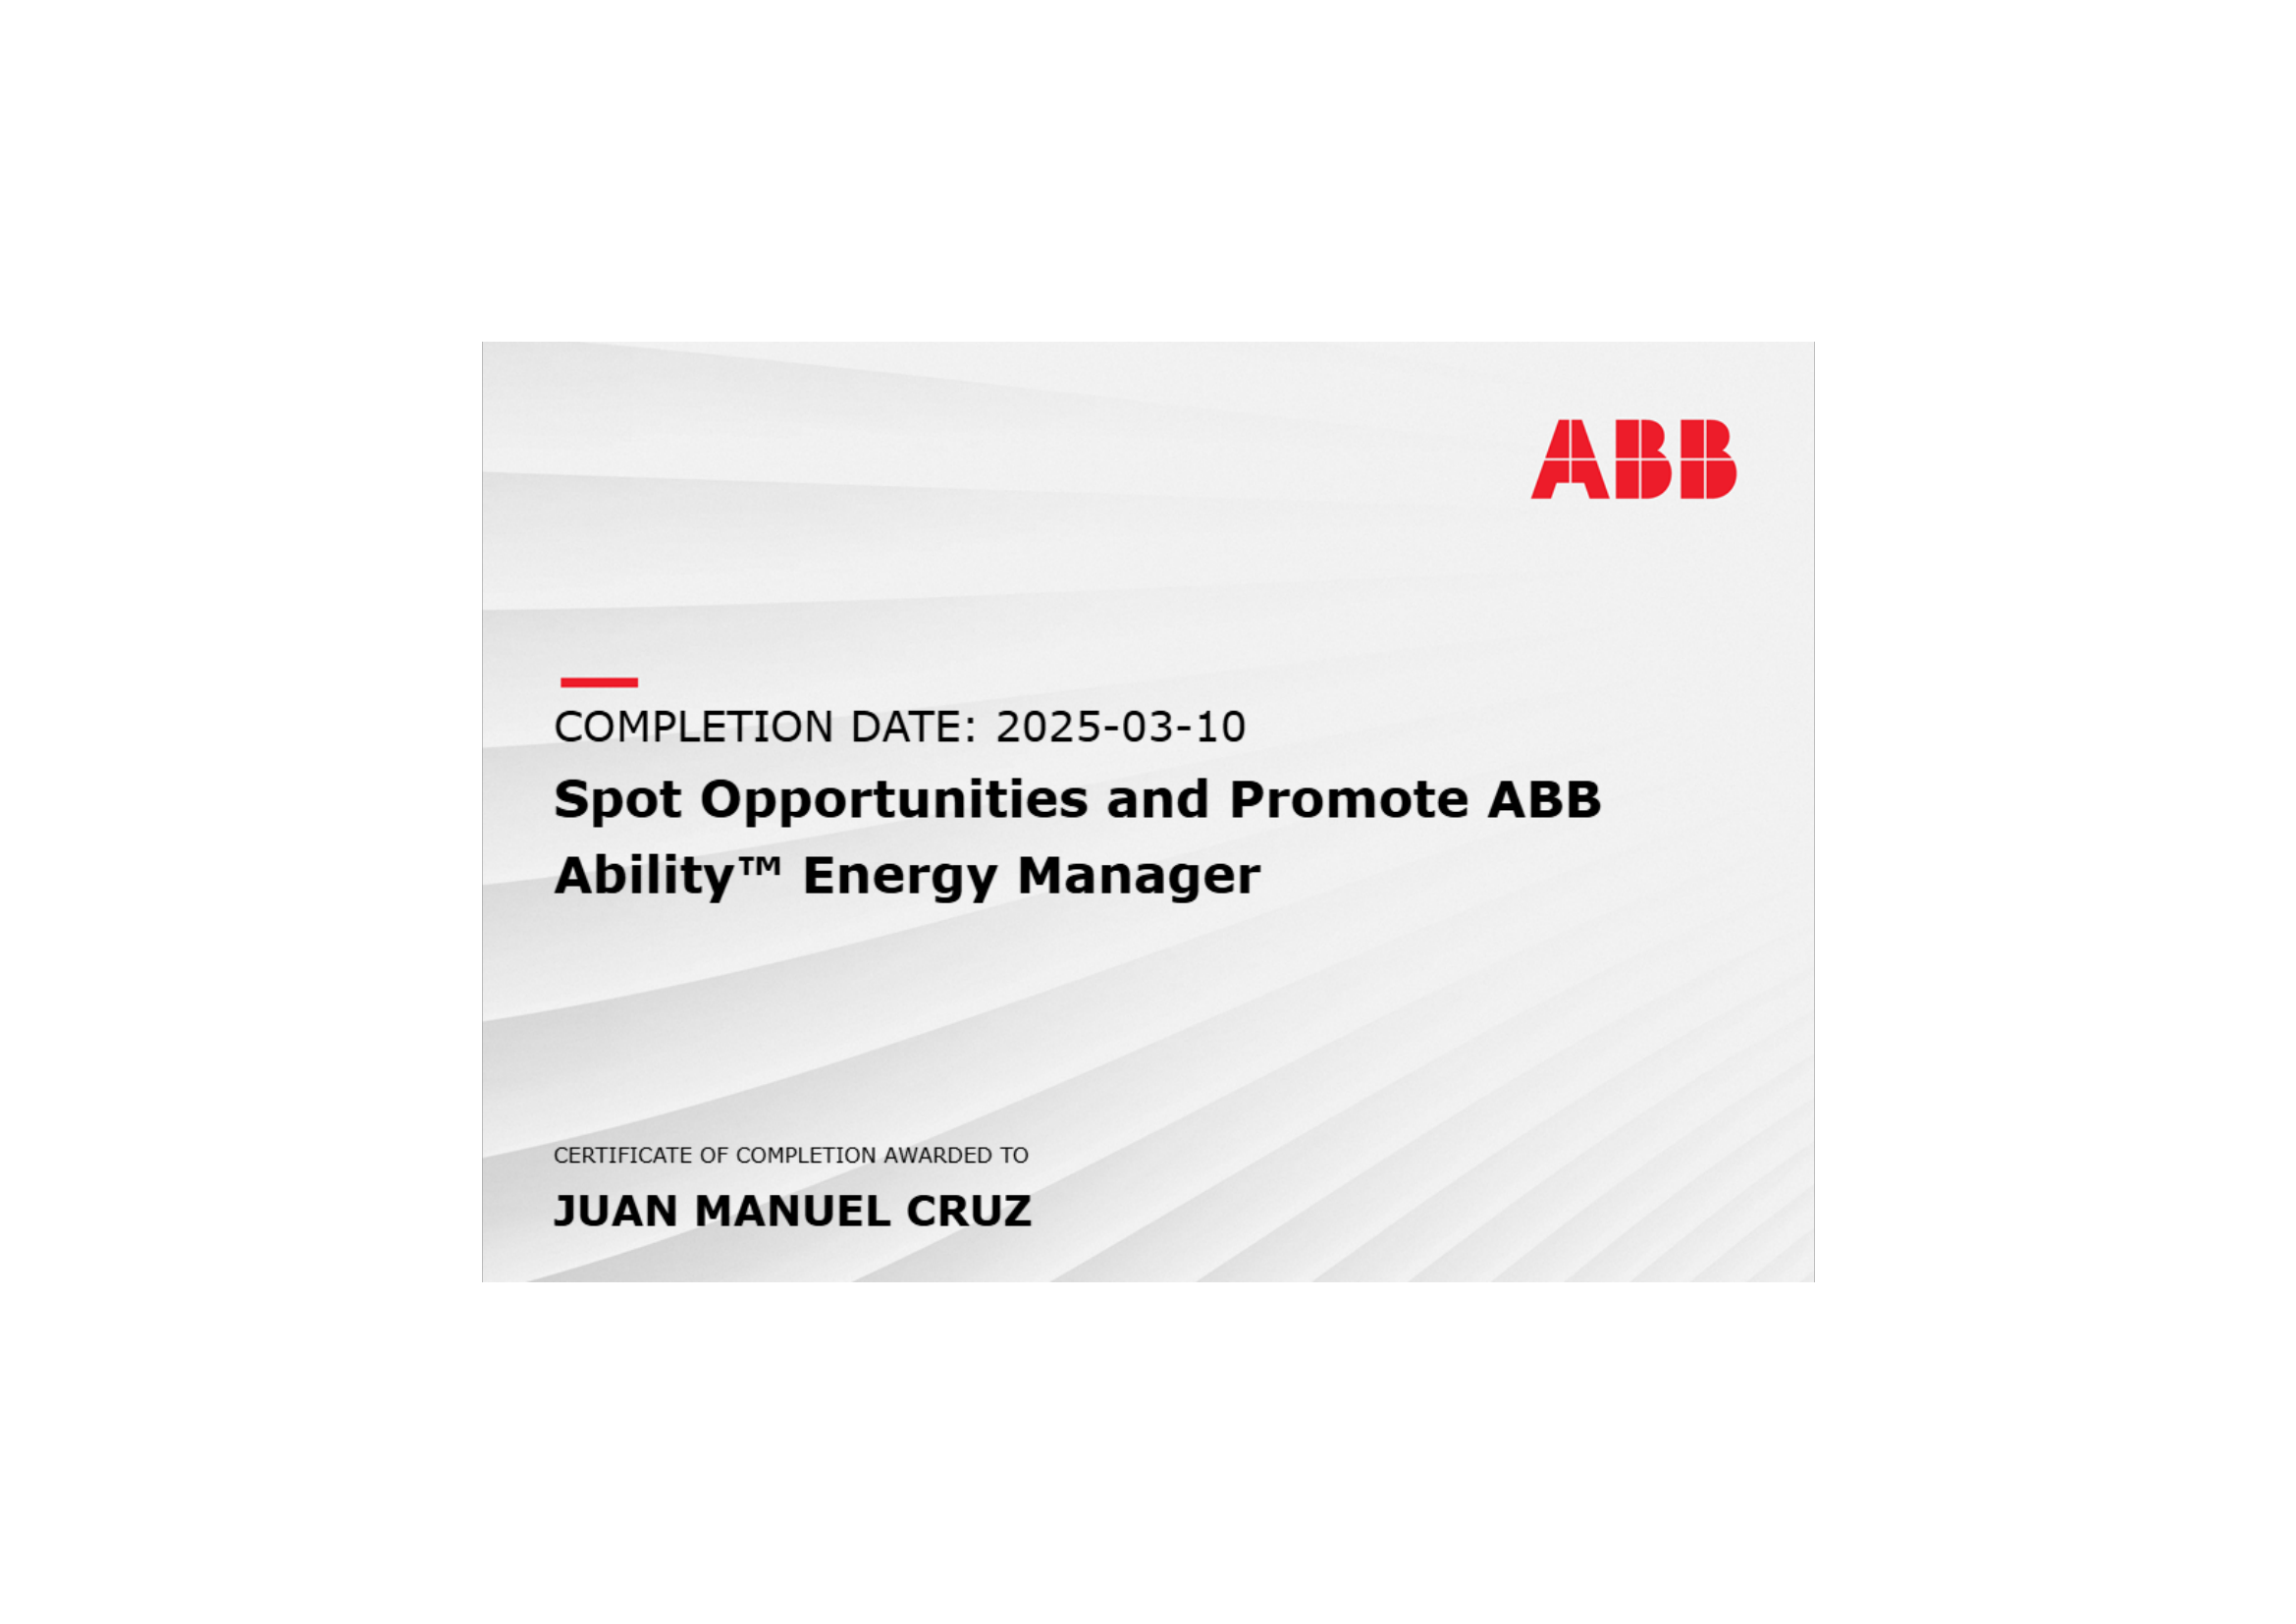 ABB
COMPLETION DATE: 2025-03-10
Spot Opportunities and Promote ABB
Ability™ Energy Manager
CERTIFICATE OF COMPLETION AWARDED TO
JUAN MANUEL CRUZ